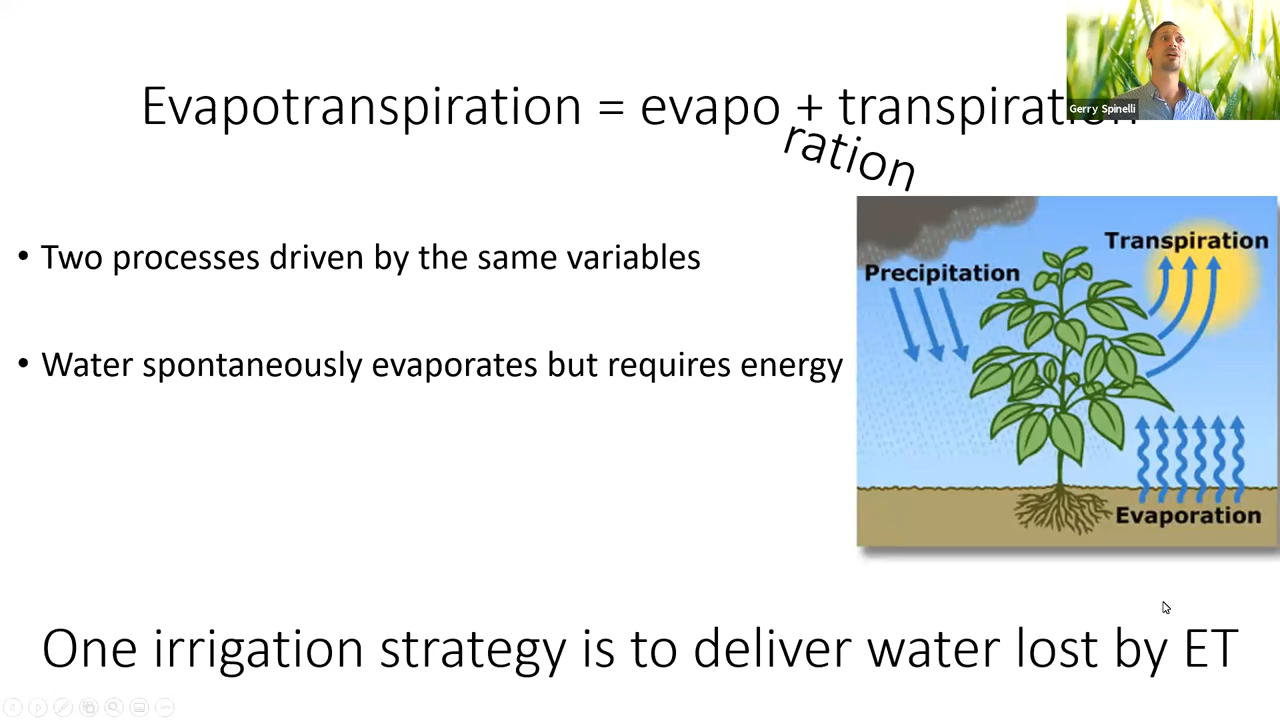 Evapotranspiration = evapo + transpiration
ration
Gerry Spinelli
• Two processes driven by the same variables
• Water spontaneously evaporates but requires energy
Transpiration
Precipitation
Evaporation
One irrigation strategy is to deliver water lost by ET